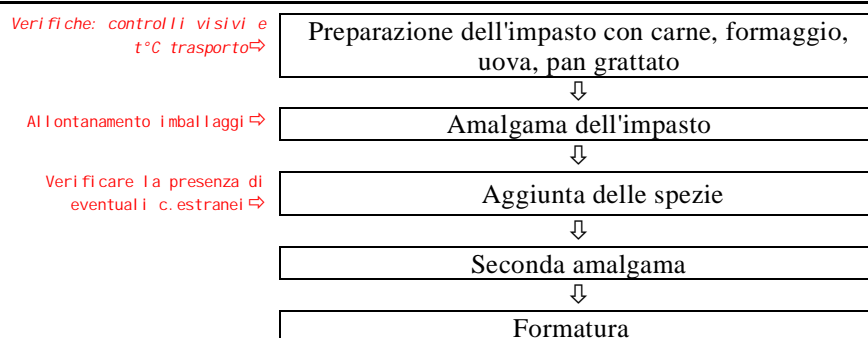 Verifiche: controlli visivi e
t°C trasporto⇨
Preparazione dell'impasto con carne, formaggio,
uova, pan grattato
⇩
Allontanamento imballaggi⇨
Amalgama dell'impasto
⇩
Verificare la presenza di
eventuali c.estranei⇨
Aggiunta delle spezie
⇩
Seconda amalgama
⇩
Formatura